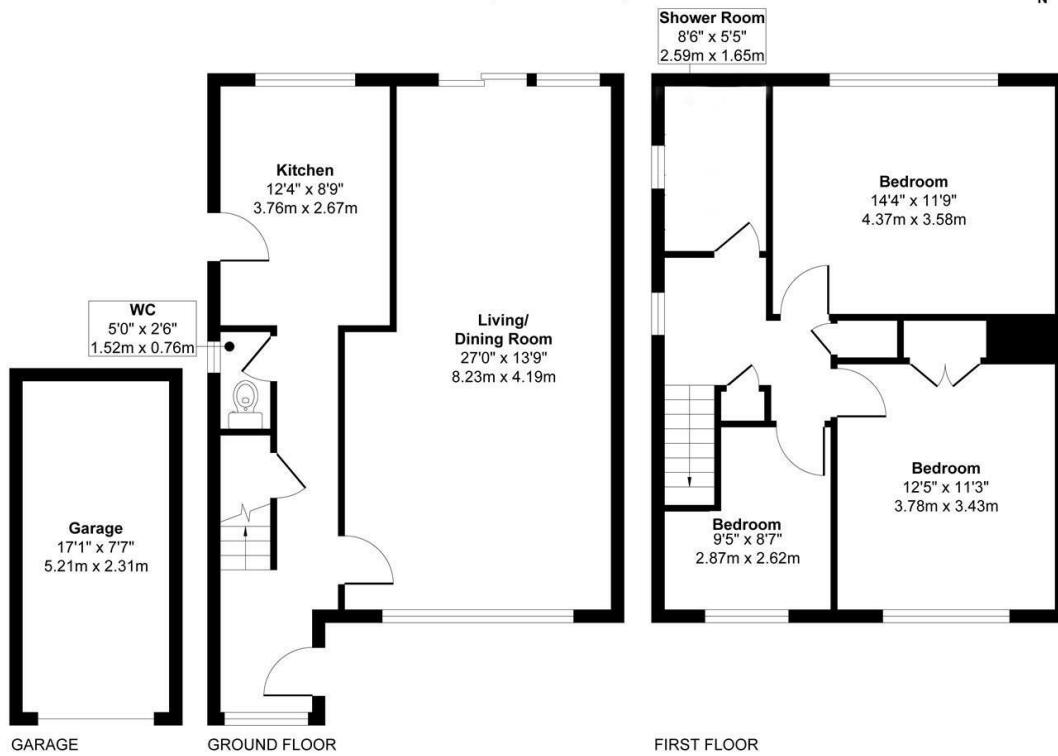 N
Shower Room
8'6" x 5'5"
2.59m x 1.65m
Kitchen
12'4" x 8'9"
3.76m x 2.67m
Bedroom
14'4" x 11'9"
4.37m x 3.58m
WC
5'0" x 2'6"
1.52m x 0.76m
Living/
Dining Room
27'0" x 13'9"
8.23m x 4.19m
Garage
17'1" x 7'7"
5.21m x 2.31m
Bedroom
9'5" x 8'7"
2.87m x 2.62m
Bedroom
12'5" x 11'3"
3.78m x 3.43m
GARAGE
GROUND FLOOR
FIRST FLOOR